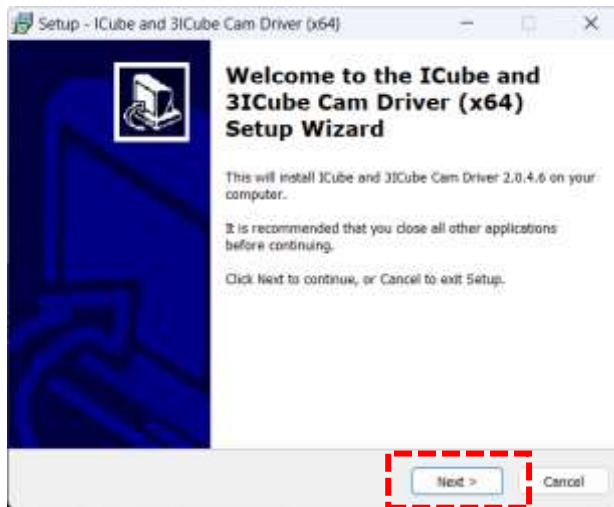 Setup - ICube and 3ICube Cam Driver (x64)
Welcome to the ICube and
3ICube Cam Driver (x64)
Setup Wizard
This will install ICube and 3ICube Cam Driver 2.0.4.6 on your
computer.
It is recommended that you close all other applications
before continuing.
Click Next to continue, or Cancel to exit Setup.
Next >
Cancel